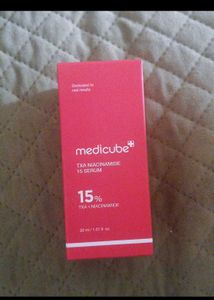 Dedicated to
real results
medicube+
TXA NIACINAMIDE
15 SERUM
15%
TXA + NIACINAMIDE
30 ml / 1.01 fl. oz.